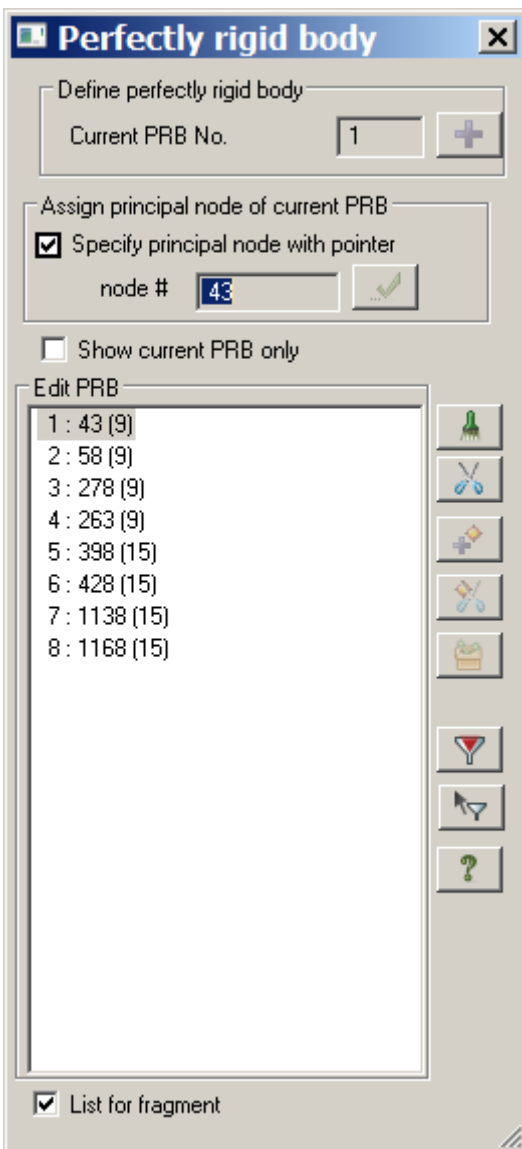 Perfectly rigid body
Define perfectly rigid body
Current PRB No. 1
Assign principal node of current PRB
Specify principal node with pointer
node # 43
Show current PRB only
Edit PRB
1 : 43 (9)
2 : 58 (9)
3 : 278 (9)
4 : 263 (9)
5 : 398 (15)
6 : 428 (15)
7 : 1138 (15)
8 : 1168 (15)
?
List for fragment